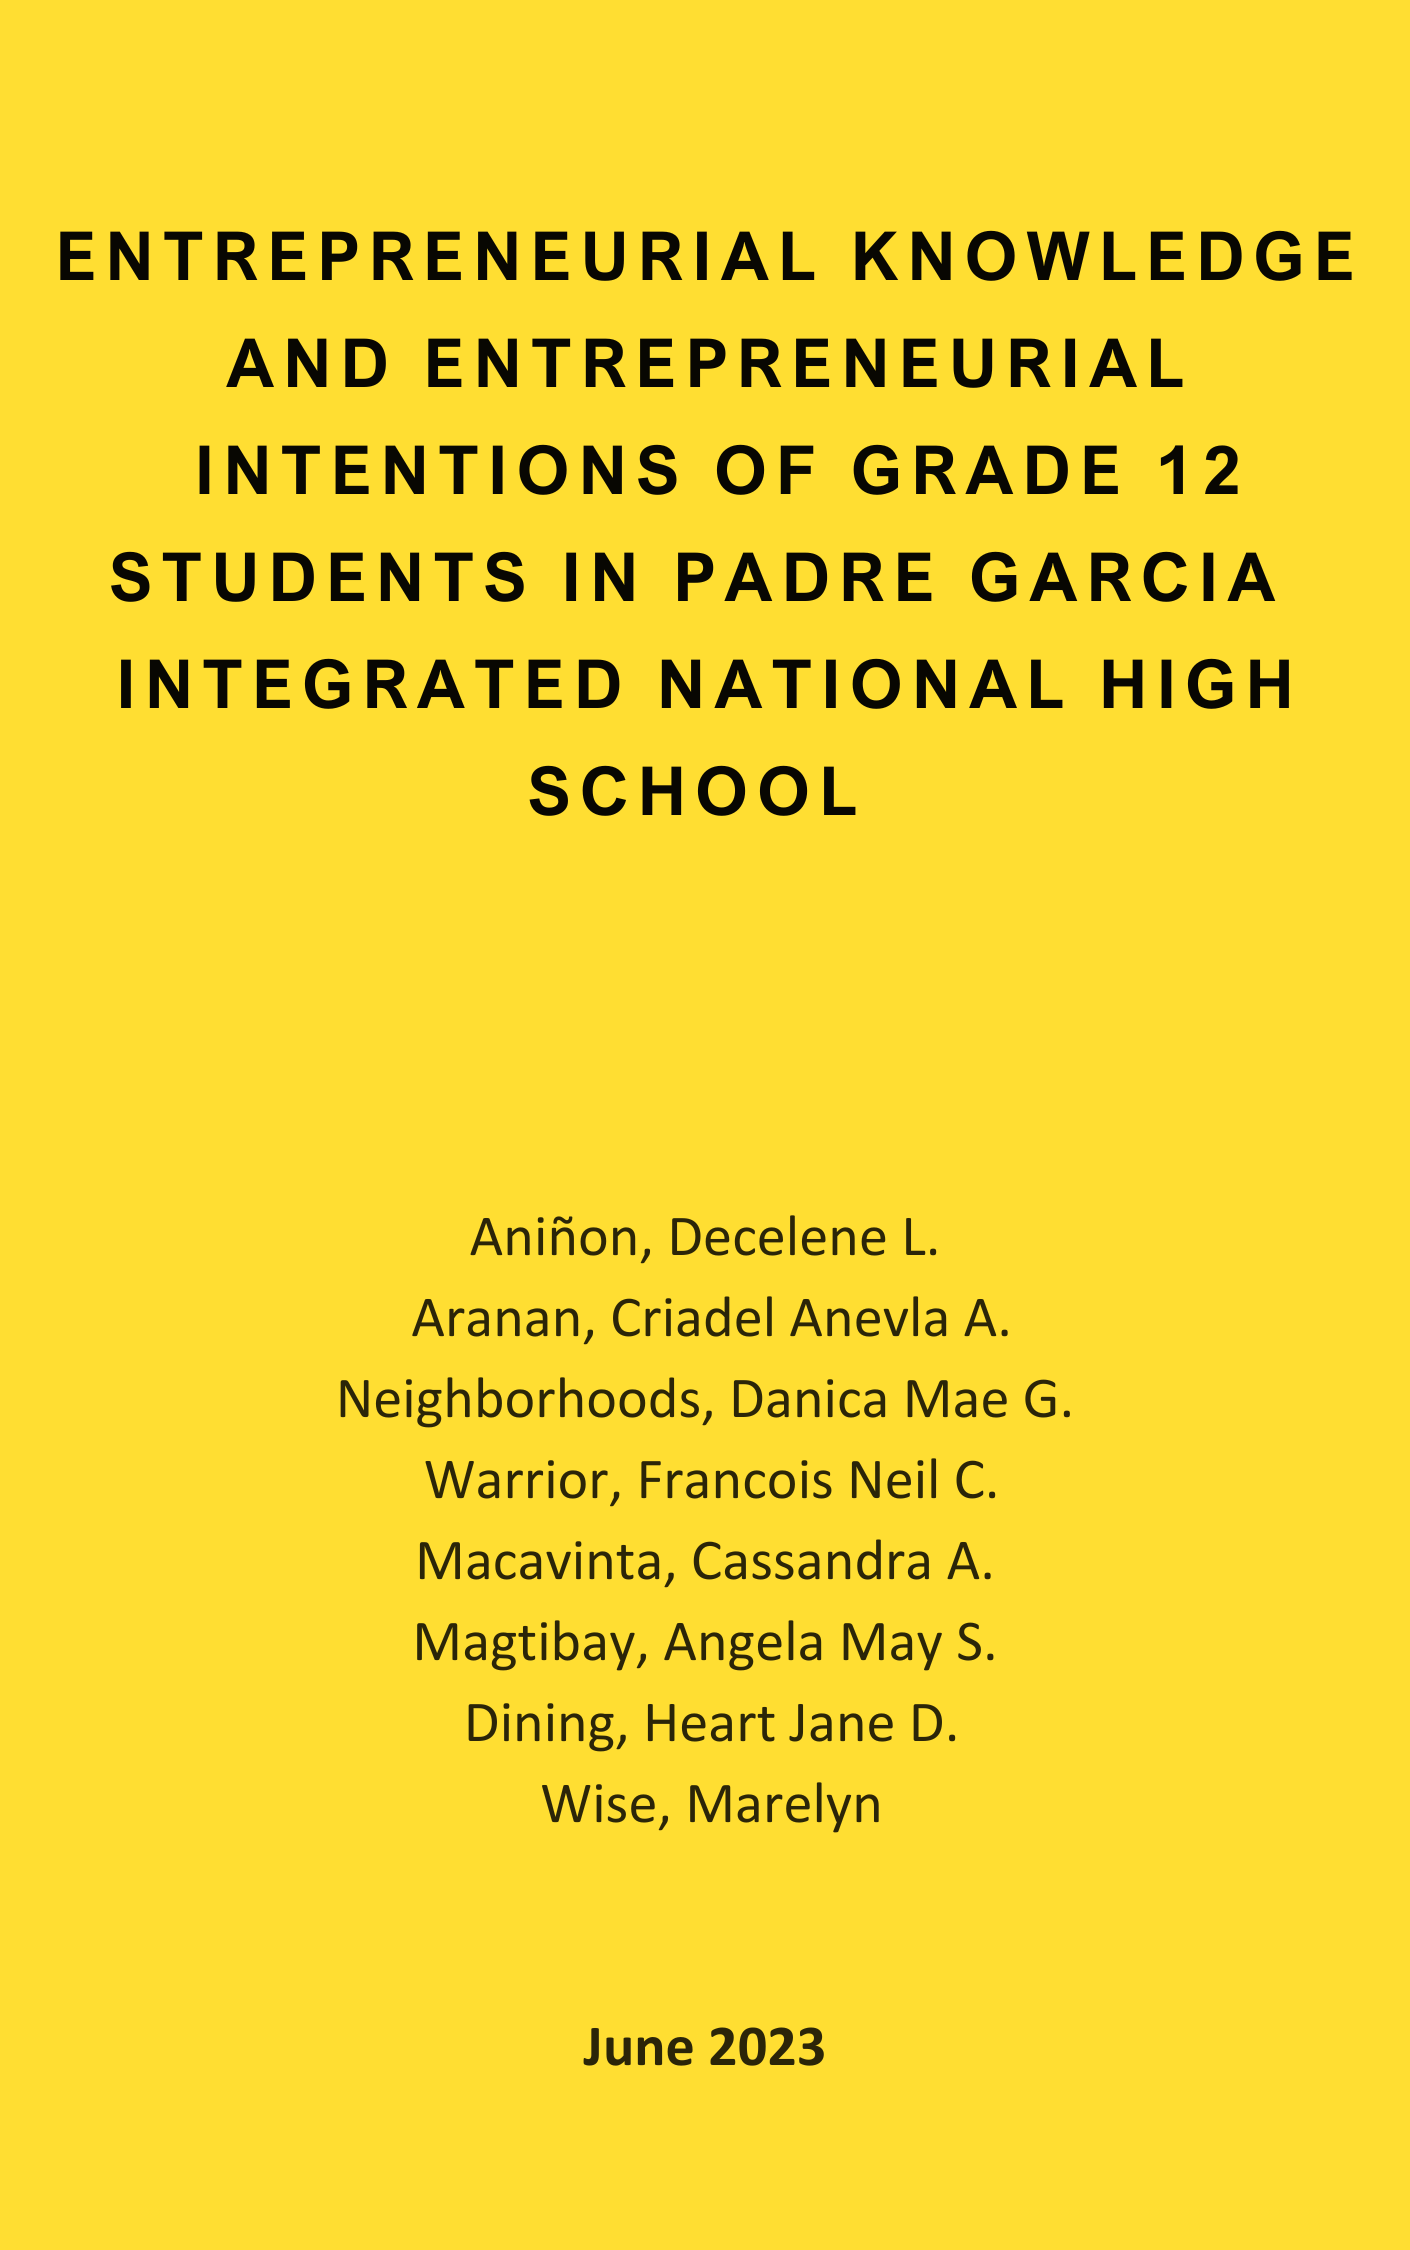 ENTREPRENEURIAL KNOWLEDGE
AND ENTREPRENEURIAL
INTENTIONS OF GRADE 12
STUDENTS IN PADRE GARCIA
INTEGRATED NATIONAL HIGH
SCHOOL
Aniñon, Decelene L.
Aranan, Criadel Anevla A.
Neighborhoods, Danica Mae G.
Warrior, Francois Neil C.
Macavinta, Cassandra A.
Magtibay, Angela May S.
Dining, Heart Jane D.
Wise, Marelyn
June 2023